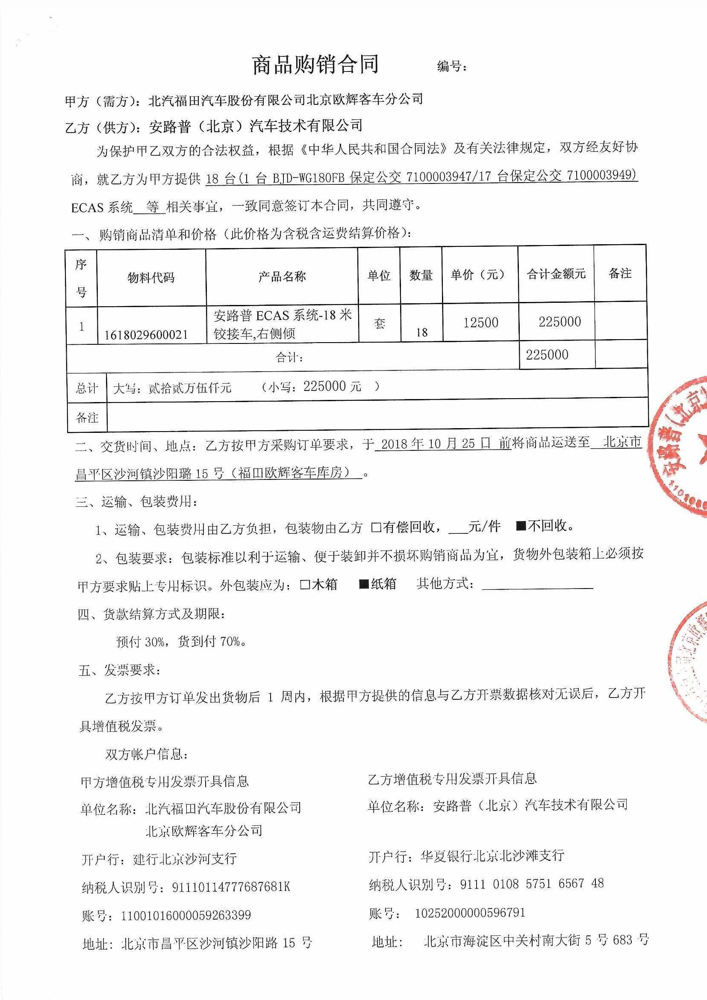 商品购销合同 编号：
甲方（需方）：北汽福田汽车股份有限公司北京欧辉客车分公司
乙方（供方）：安路普（北京）汽车技术有限公司
为保护甲乙双方的合法权益，根据《中华人民共和国合同法》及有关法律规定，双方经友好协
商，就乙方为甲方提供 18 台(1 台 BJD-WG180FB 保定公交 7100003947/17 台保定公交 7100003949)
ECAS 系统 等 相关事宜，一致同意签订本合同，共同遵守。
一、购销商品清单和价格（此价格为含税含运费结算价格）：
序号 物料代码 产品名称 单位 数量 单价（元） 合计金额元 备注
1 1618029600021 安路普 ECAS 系统-18 米铰接车,右侧倾 套 18 12500 225000
合计： 225000
总计 大写：贰拾贰万伍仟元 （小写：225000 元 ）
备注
二、交货时间、地点：乙方按甲方采购订单要求，于 2018 年 10 月 25 日 前将商品运送至 北京市
昌平区沙河镇沙阳璐 15 号（福田欧辉客车库房） 。
三、运输、包装费用：
1、运输、包装费用由乙方负担，包装物由乙方 □有偿回收，___元/件 ■不回收。
2、包装要求：包装标准以利于运输、便于装卸并不损坏购销商品为宜，货物外包装箱上必须按
甲方要求贴上专用标识。外包装应为：□木箱 ■纸箱 其他方式：___
四、货款结算方式及期限：
预付 30%，货到付 70%。
五、发票要求：
乙方按甲方订单发出货物后 1 周内，根据甲方提供的信息与乙方开票数据核对无误后，乙方开
具增值税发票。
双方帐户信息：
甲方增值税专用发票开具信息 乙方增值税专用发票开具信息
单位名称：北汽福田汽车股份有限公司 单位名称：安路普（北京）汽车技术有限公司
北京欧辉客车分公司
开户行：建行北京沙河支行 开户行：华夏银行北京北沙滩支行
纳税人识别号：91110114777687681K 纳税人识别号：9111 0108 5751 6567 48
账号：11001016000059263399 账号： 10252000000596791
地址：北京市昌平区沙河镇沙阳路 15 号 地址： 北京市海淀区中关村南大街 5 号 683 号
安路普（北京）
北京欧辉